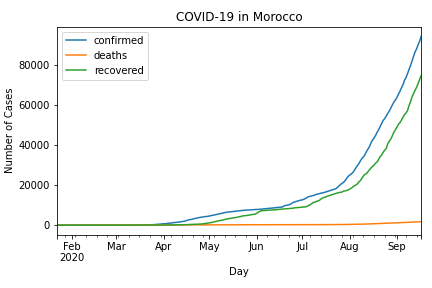 COVID-19 in Morocco
confirmed
deaths
recovered
Number of Cases
80000
60000
40000
20000
0
Feb Mar Apr May Jun Jul Aug Sep
2020
Day